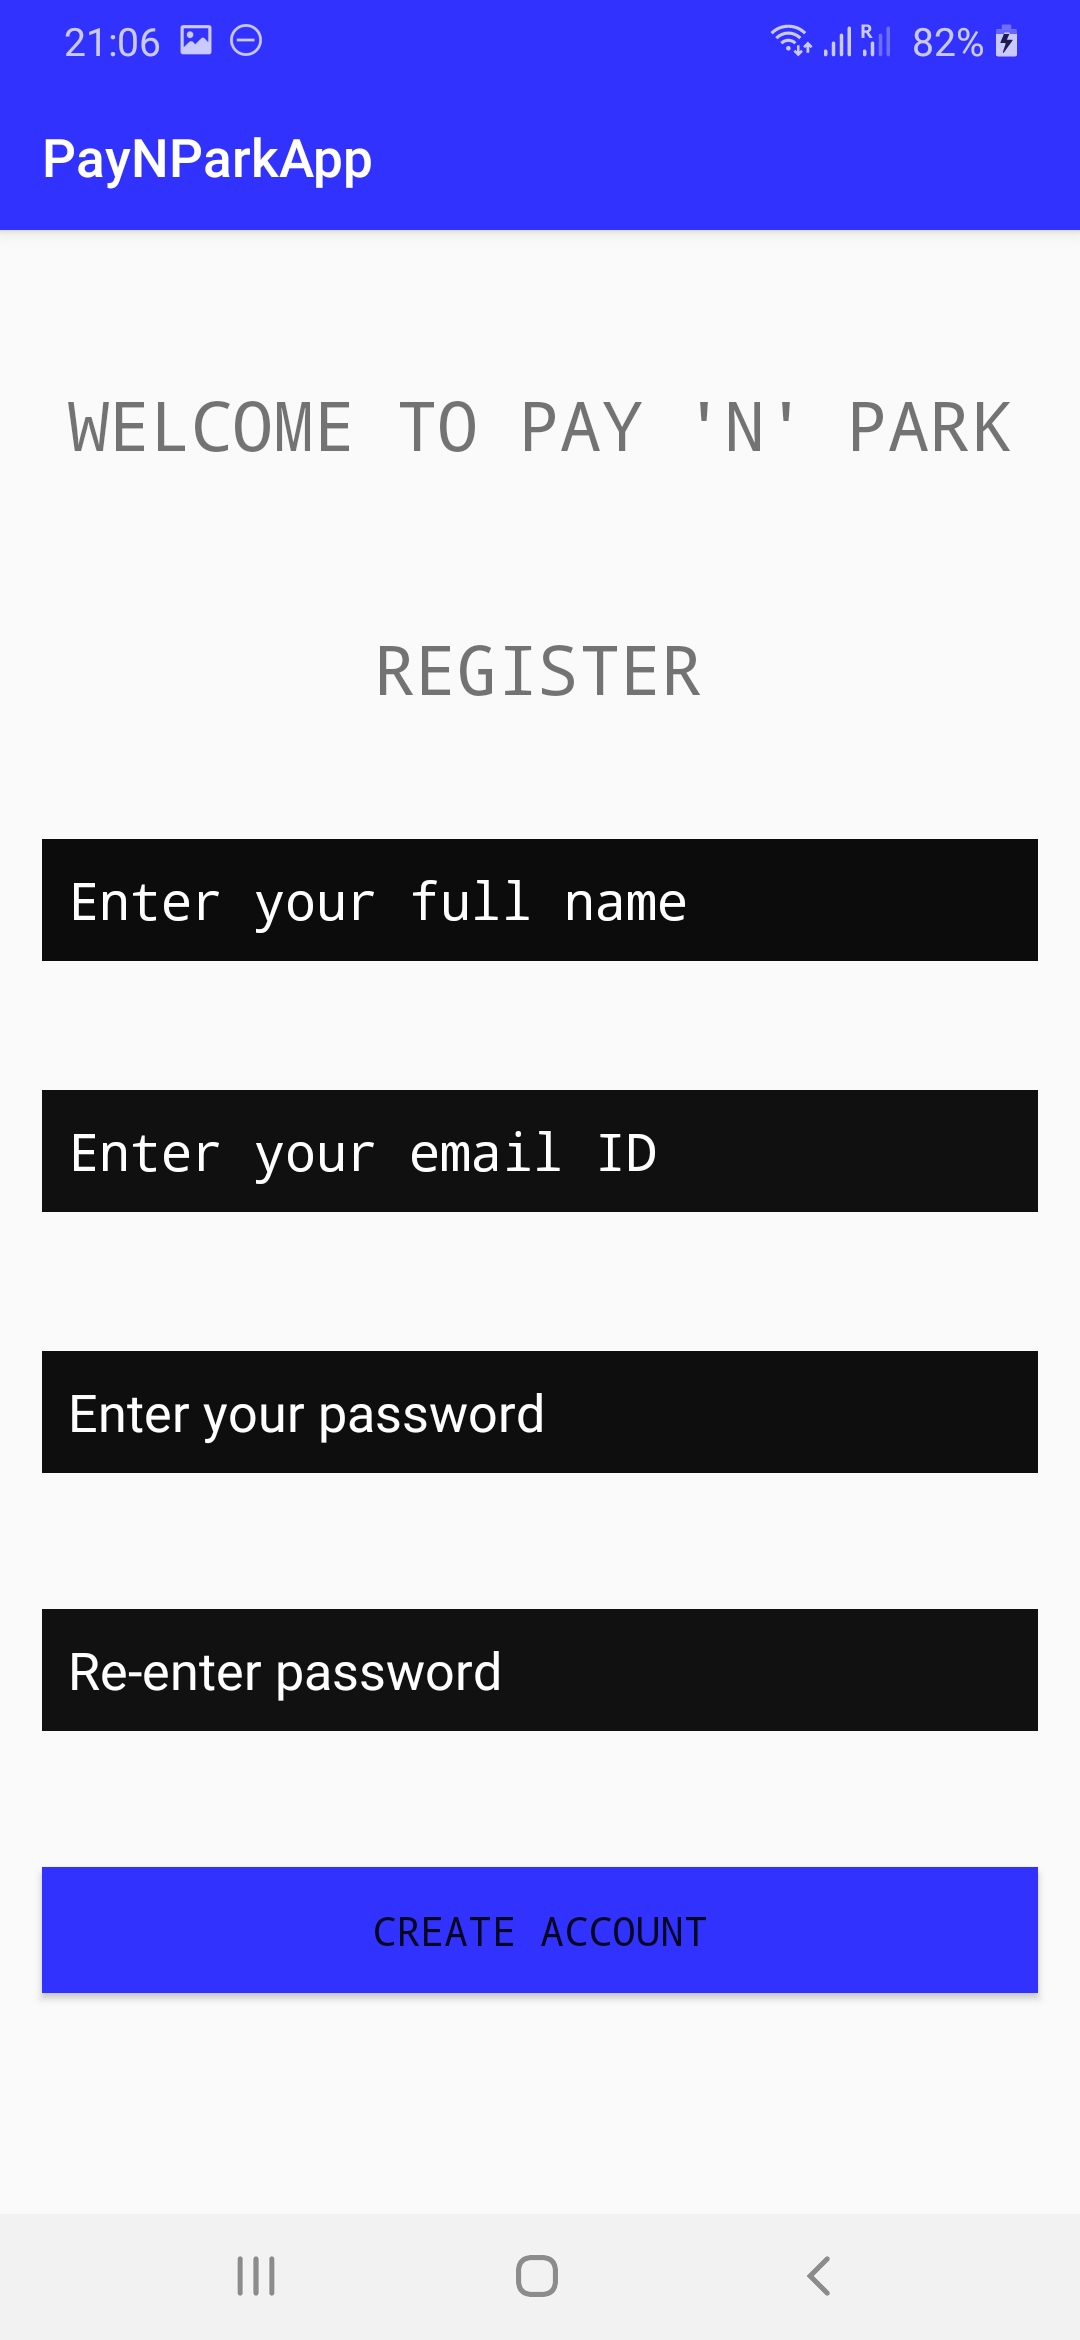 21:06 R 82%
PayNParkApp
WELCOME TO PAY 'N' PARK
REGISTER
Enter your full name
Enter your email ID
Enter your password
Re-enter password
CREATE ACCOUNT